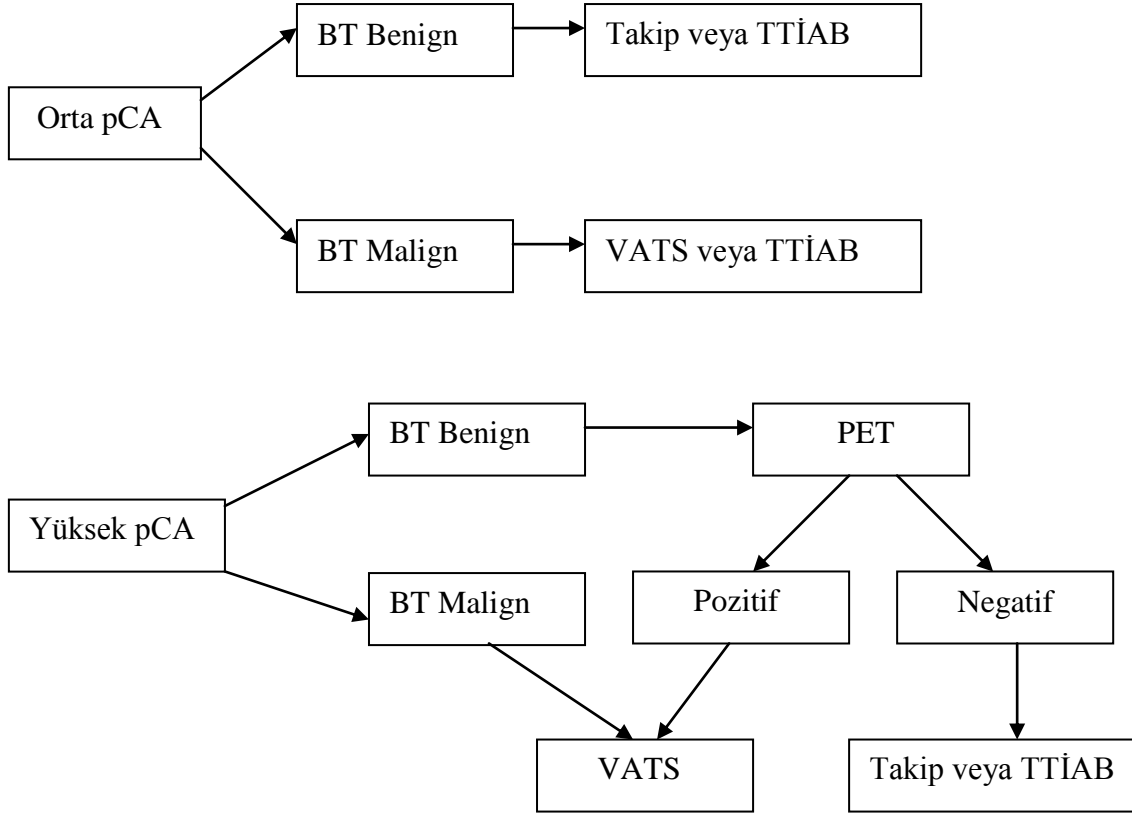 BT Benign
Takip veya TTİAB
Orta pCA
BT Malign
VATS veya TTİAB
BT Benign
PET
Yüksek pCA
BT Malign
Pozitif
Negatif
VATS
Takip veya TTİAB